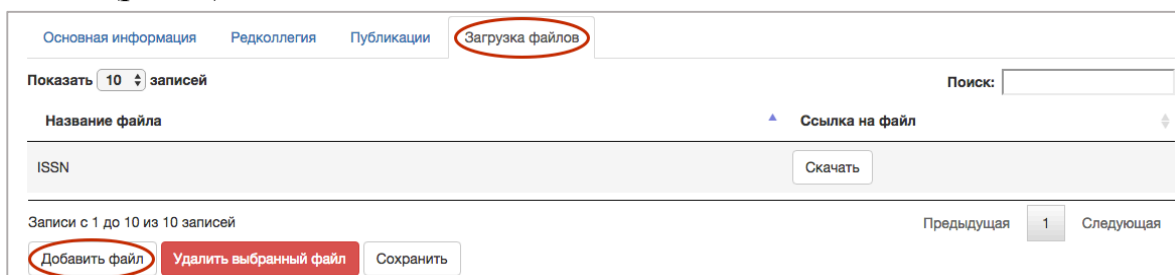 Основная информация Редколлегия Публикации Загрузка файлов
Показать 10 записей Поиск:
Название файла Ссылка на файл
ISSN Скачать
Записи с 1 до 10 из 10 записей Предыдущая 1 Следующая
Добавить файл Удалить выбранный файл Сохранить